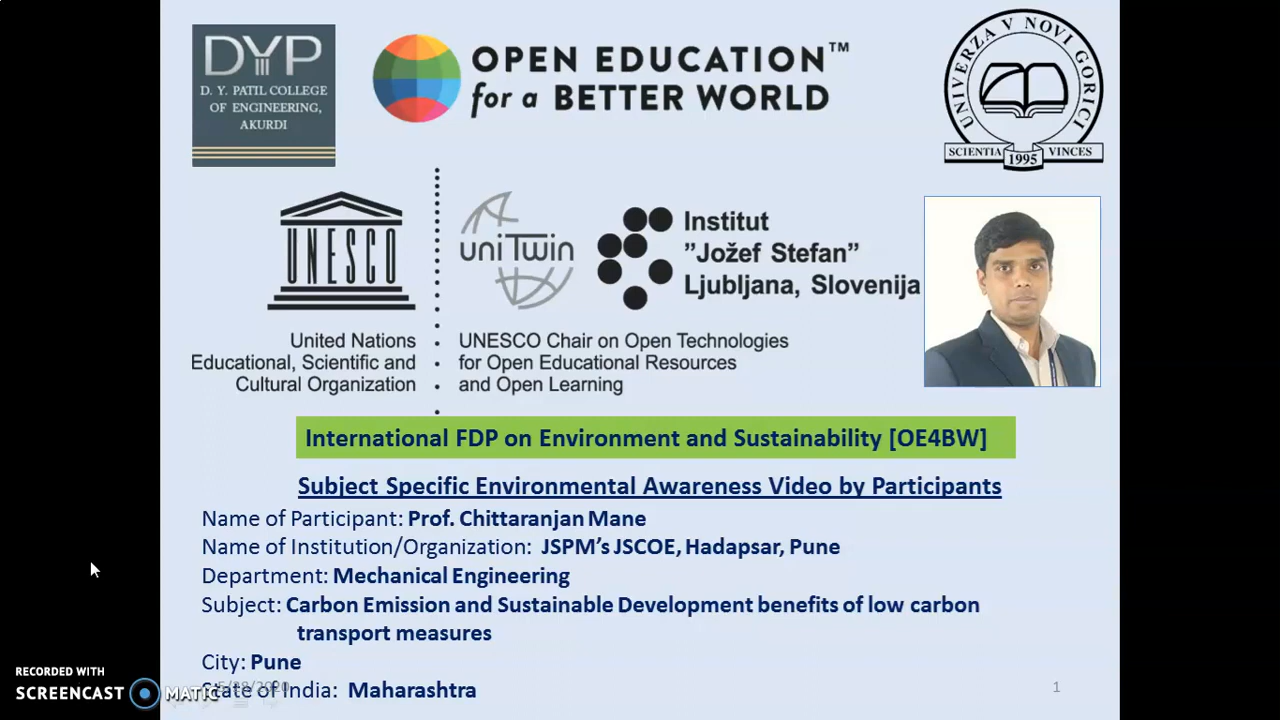 DYP
D. Y. PATIL COLLEGE
OF ENGINEERING,
AKURDI
OPEN EDUCATION™
for a BETTER WORLD
UNIVERZA V NOVI GORICI
SCIENTIA VINCES
1995
UNESCO
United Nations
Educational, Scientific and
Cultural Organization
uniTwin
Institut
"Jožef Stefan"
Ljubljana, Slovenija
UNESCO Chair on Open Technologies
for Open Educational Resources
and Open Learning
International FDP on Environment and Sustainability [OE4BW]
Subject Specific Environmental Awareness Video by Participants
Name of Participant: Prof. Chittaranjan Mane
Name of Institution/Organization: JSPM's JSCOE, Hadapsar, Pune
Department: Mechanical Engineering
Subject: Carbon Emission and Sustainable Development benefits of low carbon
transport measures
City: Pune
State of India: Maharashtra
5/28/2020
1
RECORDED WITH
SCREENCAST MATIC